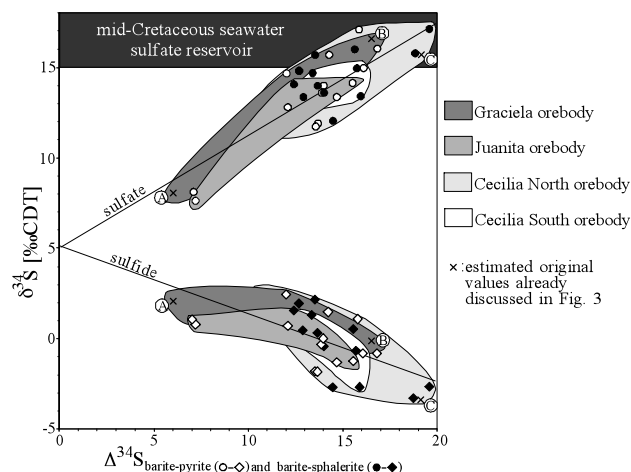 mid-Cretaceous seawater
sulfate reservoir
15
10
5
0
-5
δ³⁴S [‰CDT]
sulfate
sulfide
A
B
C
A
B
C
0
5
10
15
20
Δ³⁴S barite-pyrite (○-◇) and barite-sphalerite (●-◆)
Graciela orebody
Juanita orebody
Cecilia North orebody
Cecilia South orebody
×:estimated original
values already
discussed in Fig. 3